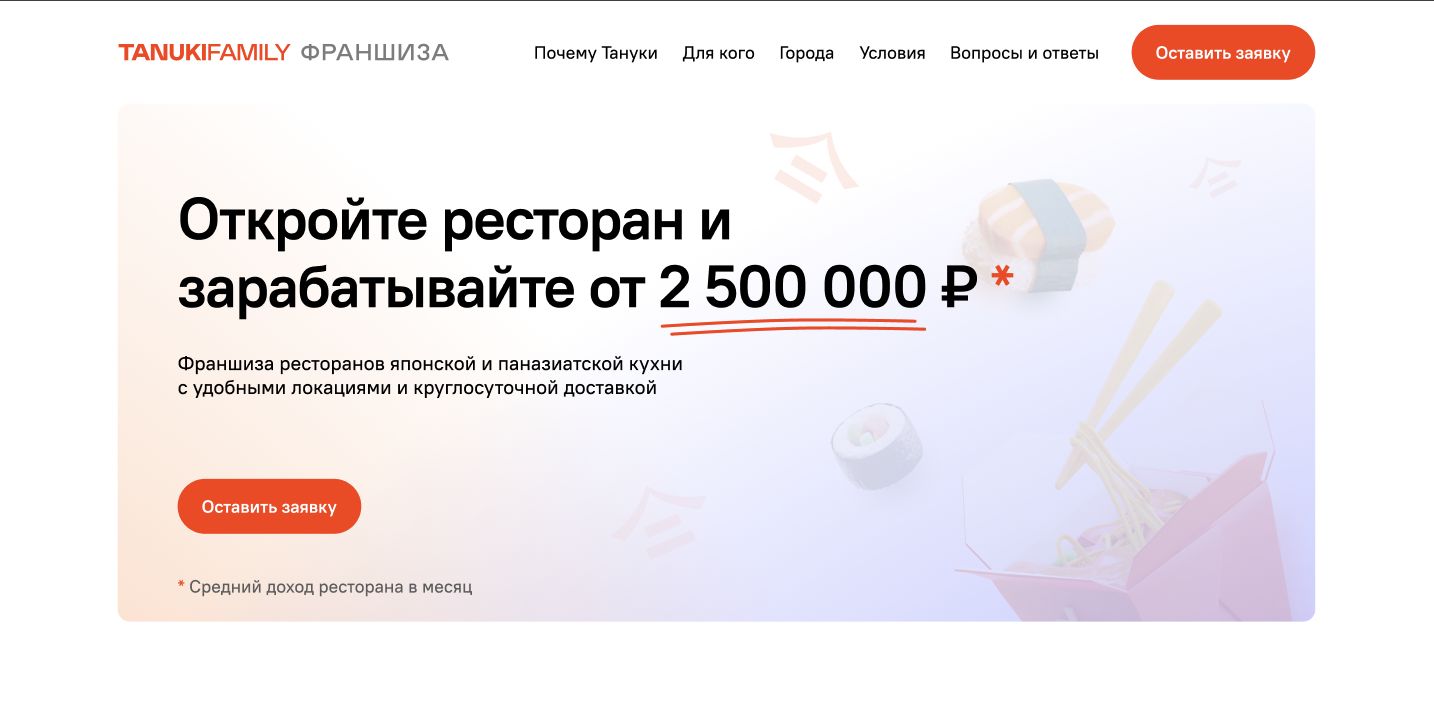 TANUKIFAMILY ФРАНШИЗА
Почему Тануки
Для кого
Города
Условия
Вопросы и ответы
Оставить заявку
Откройте ресторан и
зарабатывайте от 2 500 000 ₽ *
Франшиза ресторанов японской и паназиатской кухни
с удобными локациями и круглосуточной доставкой
Оставить заявку
* Средний доход ресторана в месяц